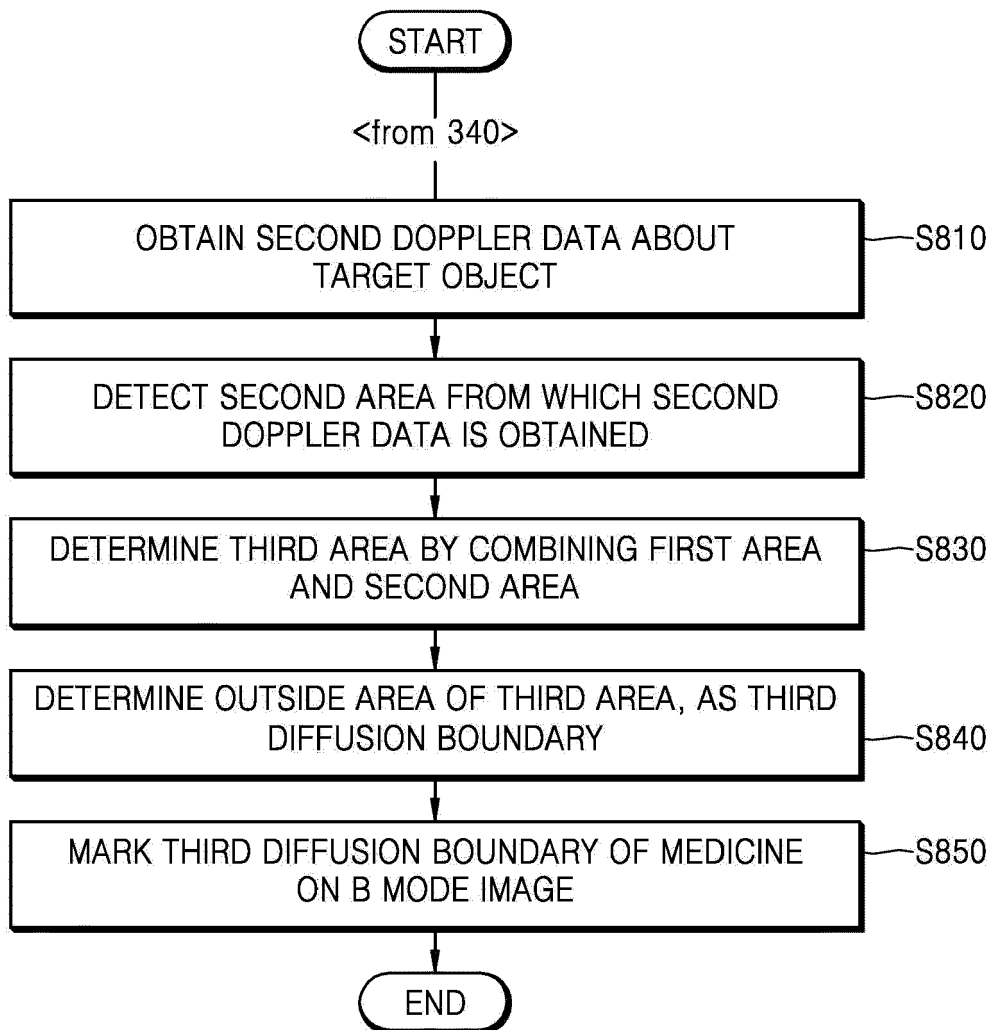 START
<from 340>
OBTAIN SECOND DOPPLER DATA ABOUT
TARGET OBJECT
S810
DETECT SECOND AREA FROM WHICH SECOND
DOPPLER DATA IS OBTAINED
S820
DETERMINE THIRD AREA BY COMBINING FIRST AREA
AND SECOND AREA
S830
DETERMINE OUTSIDE AREA OF THIRD AREA, AS THIRD
DIFFUSION BOUNDARY
S840
MARK THIRD DIFFUSION BOUNDARY OF MEDICINE
ON B MODE IMAGE
S850
END